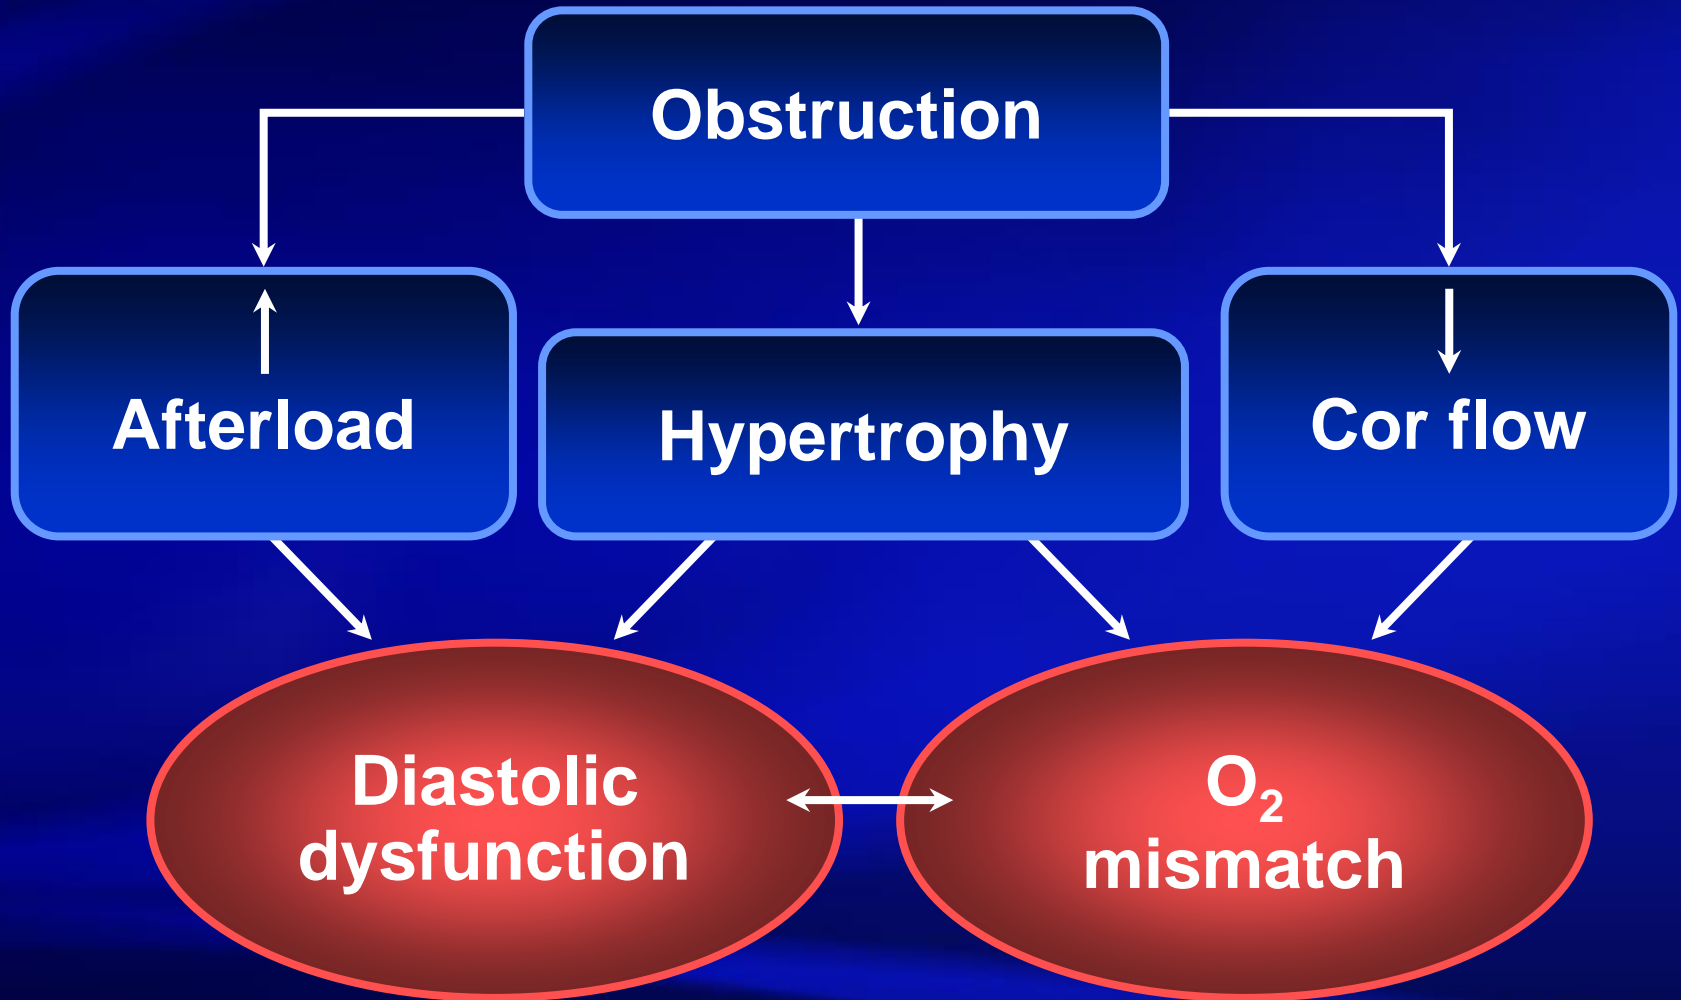 Obstruction
Afterload
Hypertrophy
Cor flow
Diastolic
dysfunction
O₂
mismatch